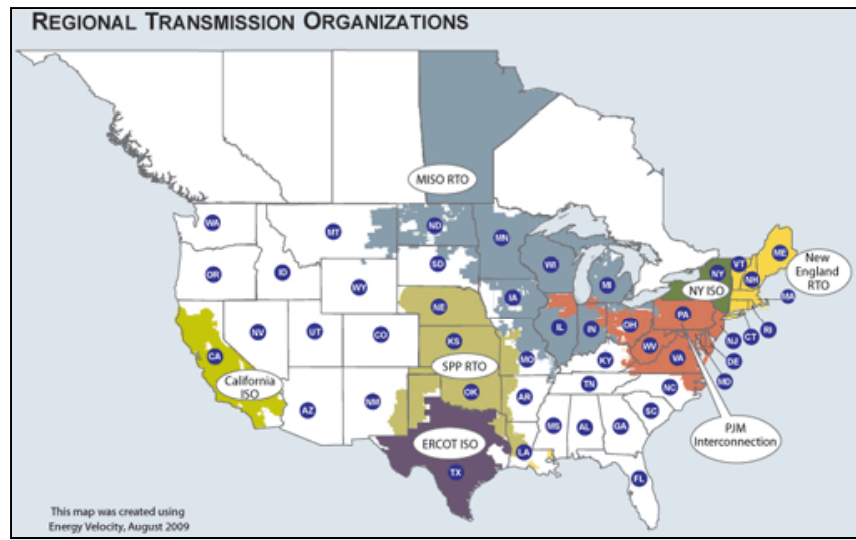 REGIONAL TRANSMISSION ORGANIZATIONS
MISO RTO
WA
MT
ND
MN
ME
OR
ID
SD
WI
VT
NH
New
England
RTO
WY
MI
NY
NY ISO
MA
IA
NE
PA
RI
NV
UT
CO
KS
IL
IN
OH
CT
NJ
CA
MO
WV
VA
DE
KY
MD
California
ISO
SPP RTO
OK
TN
NC
AZ
NM
AR
SC
PJM
Interconnection
MS
AL
GA
ERCOT ISO
LA
TX
FL
This map was created using
Energy Velocity, August 2009